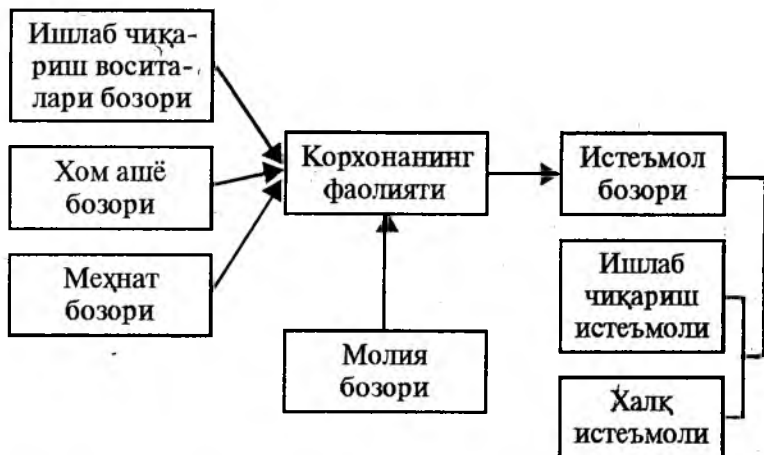 Ишлаб чиқа-
риш восита-
лари бозори
Хом ашё
бозори
Меҳнат
бозори
Корхонанинг
фаолияти
Молия
бозори
Истеъмол
бозори
Ишлаб
чиқариш
истеъмоли
Халқ
истеъмоли